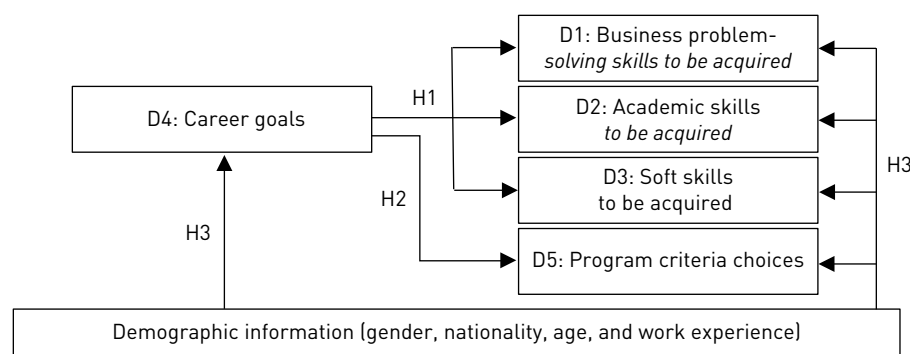 D1: Business problem-
solving skills to be acquired
D4: Career goals
H1
D2: Academic skills
to be acquired
H2
D3: Soft skills
to be acquired
H3
H3
D5: Program criteria choices
Demographic information (gender, nationality, age, and work experience)